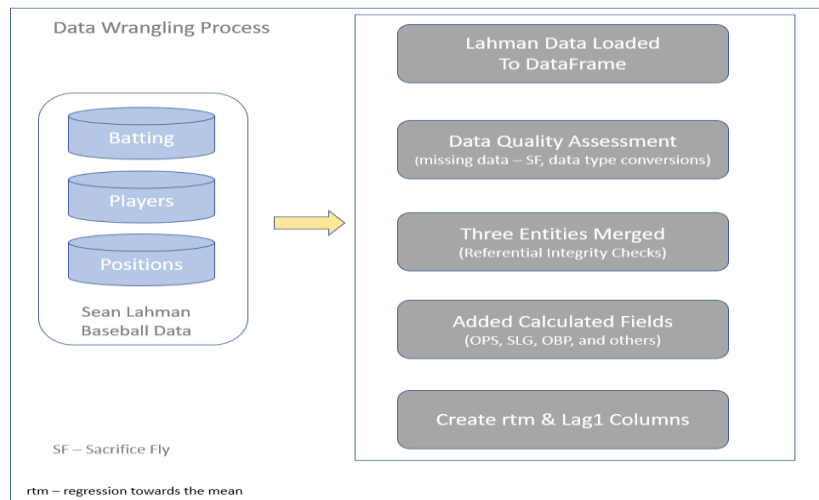 Data Wrangling Process
Batting
Players
Positions
Sean Lahman
Baseball Data
Lahman Data Loaded
To DataFrame
Data Quality Assessment
(missing data – SF, data type conversions)
Three Entities Merged
(Referential Integrity Checks)
Added Calculated Fields
(OPS, SLG, OBP, and others)
Create rtm & Lag1 Columns
SF – Sacrifice Fly
rtm – regression towards the mean